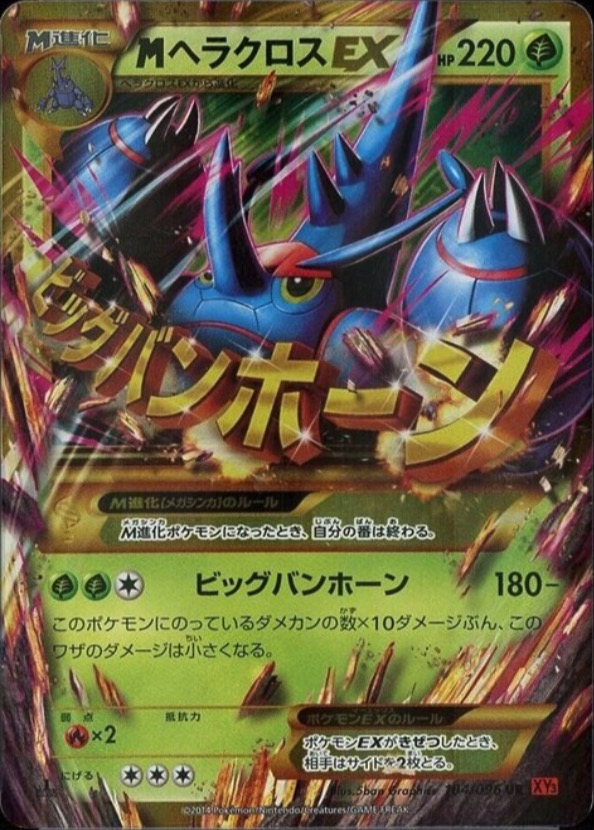 M進化
MヘラクロスEX HP220
ヘラクロスEXから進化
ビッグバンホーン
M進化[メガシンカ]のルール
M進化ポケモンになったとき、自分の番は終わる。
ビッグバンホーン 180−
このポケモンにのっているダメカンの数×10ダメージぶん、この
ワザのダメージは小さくなる。
弱点 抵抗力
×2
にげる
ポケモンEXのルール
ポケモンEXがきぜつしたとき、
相手はサイドを2枚とる。
Illus.5ban Graphics 104/096 UR XY3
©2014 Pokémon/Nintendo/Creatures/GAME FREAK